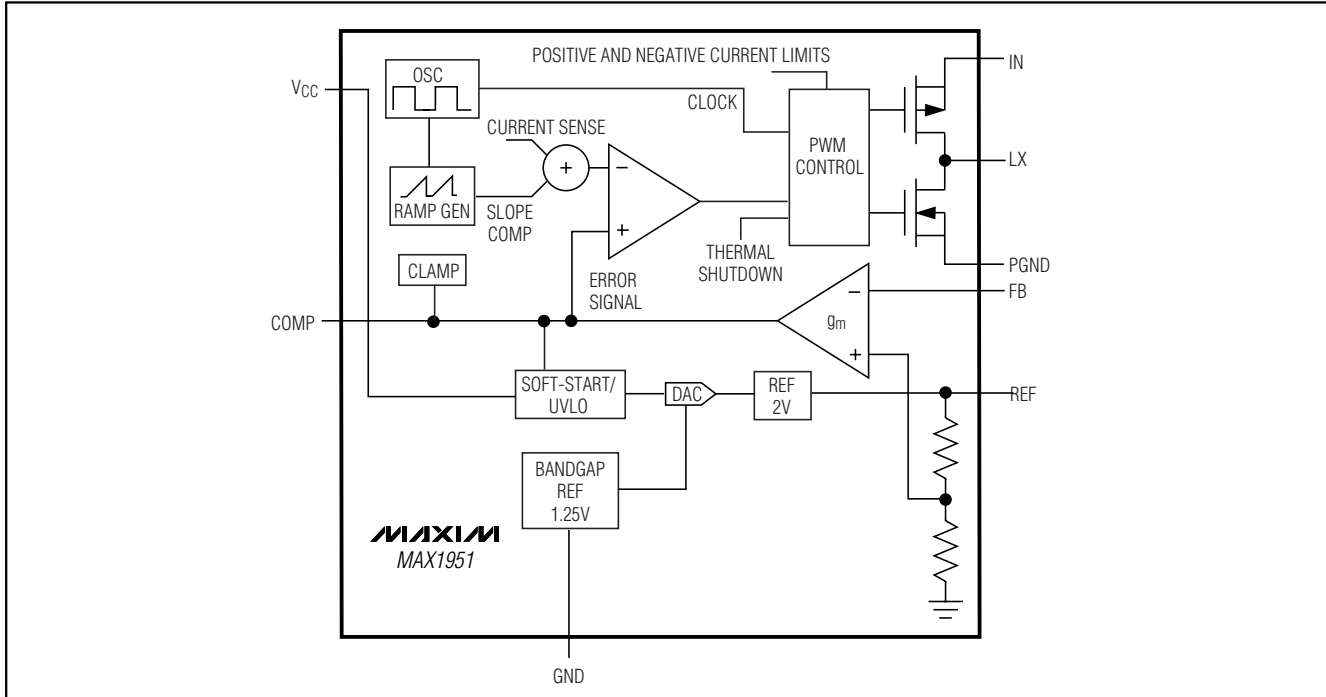 POSITIVE AND NEGATIVE CURRENT LIMITS
IN
OSC
VCC
CLOCK
CURRENT SENSE
PWM
CONTROL
LX
+
−
RAMP GEN
SLOPE
COMP
+
THERMAL
SHUTDOWN
CLAMP
ERROR
SIGNAL
PGND
FB
−
gm
+
COMP
SOFT-START/
UVLO
DAC
REF
2V
REF
BANDGAP
REF
1.25V
MAXIM
MAX1951
GND